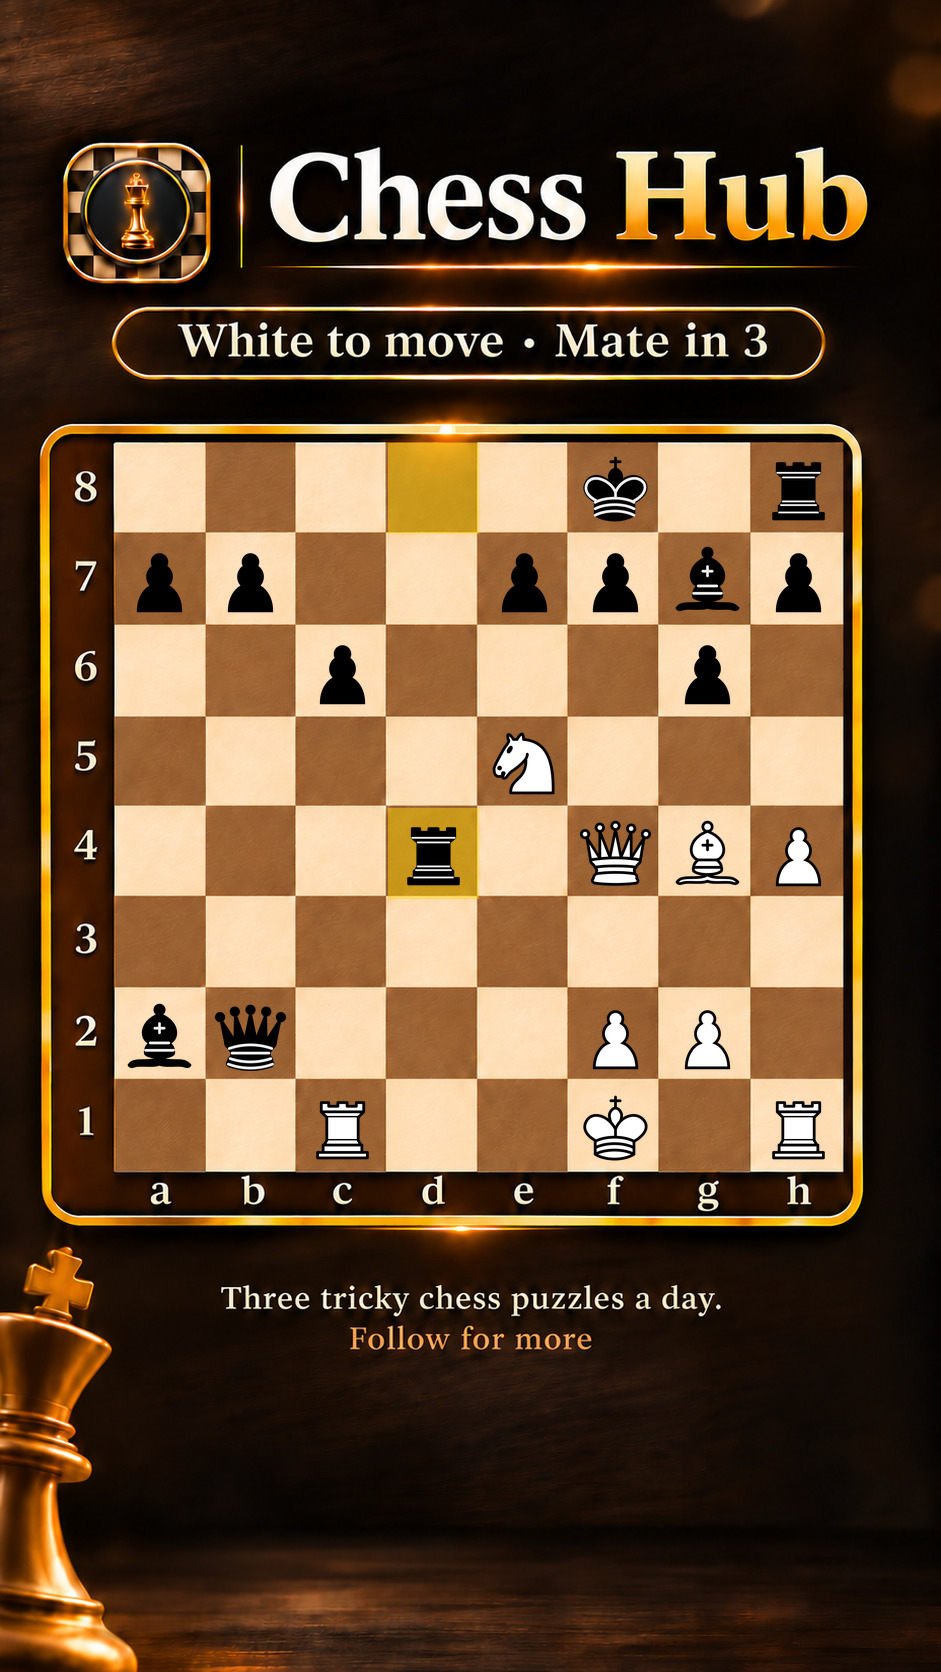 Chess Hub
White to move • Mate in 3
8
7
6
5
4
3
2
1
a b c d e f g h
Three tricky chess puzzles a day.
Follow for more